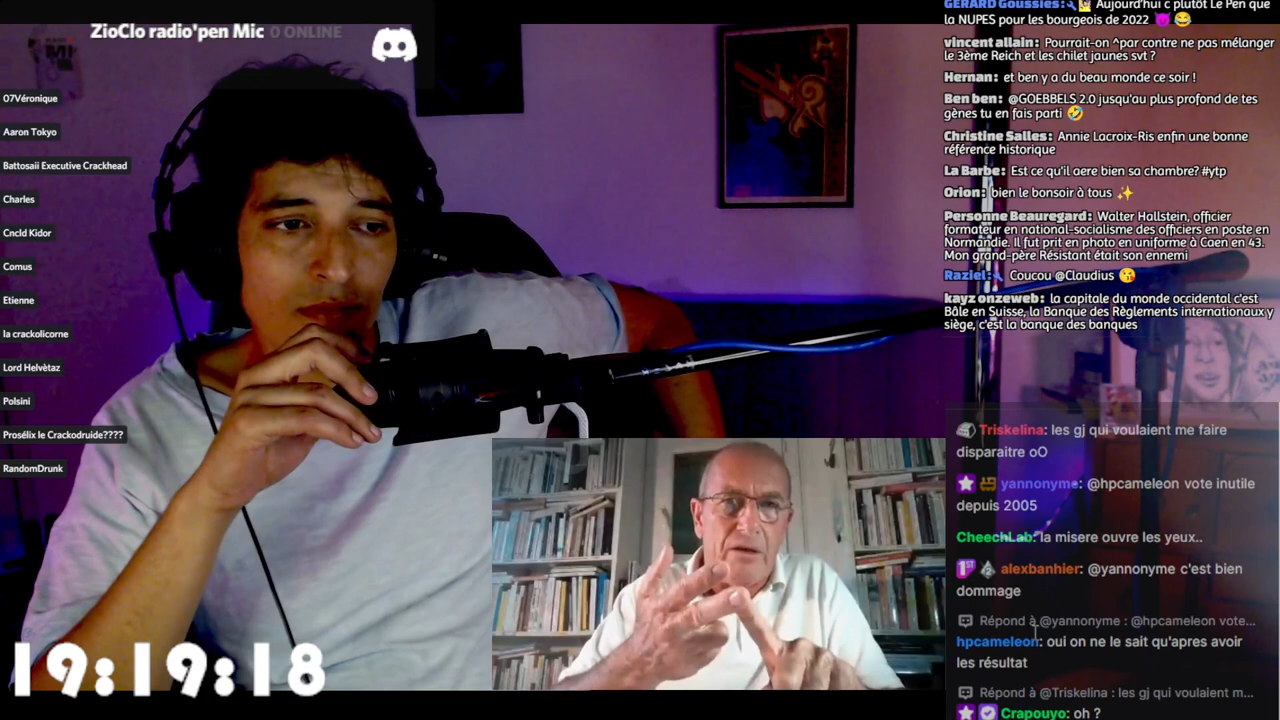 ZioClo radio'pen Mic 0 ONLINE
07Véronique
Aaron Tokyo
Battosaii Executive Crackhead
Charles
Cncld Kidor
Comus
Etienne
la crackolicorne
Lord Helvètaz
Polsini
Prosélix le Crackodruide????
RandomDrunk
19:19:18
GERARD Goussies: Aujourd'hui c plutôt Le Pen que
la NUPES pour les bourgeois de 2022 😈😂
vincent allain: Pourrait-on ^par contre ne pas mélanger
le 3ème Reich et les chilet jaunes svt ?
Hernan: et ben y a du beau monde ce soir !
Ben ben: @GOEBBELS 2.0 jusqu'au plus profond de tes
gènes tu en fais parti 🤣
Christine Salles: Annie Lacroix-Ris enfin une bonne
référence historique
La Barbe: Est ce qu'il aere bien sa chambre? #ytp
Orion: bien le bonsoir à tous ✨
Personne Beauregard: Walter Hallstein, officier
formateur en national-socialisme des officiers en poste en
Normandie. Il fut prit en photo en uniforme à Caen en 43.
Mon grand-père Résistant était son ennemi
Raziel: Coucou @Claudius 😘
kayz onzeweb: la capitale du monde occidental c'est
Bâle en Suisse, la Banque des Règlements internationaux y
siège, c'est la banque des banques
Triskelina: les gj qui voulaient me faire
disparaitre oO
yannonyme: @hpcameleon vote inutile
depuis 2005
CheechLab: la misere ouvre les yeux..
1ST 2 alexbanhier: @yannonyme c'est bien
dommage
Répond à @yannonyme : @hpcameleon vote...
hpcameleon: oui on ne le sait qu'apres avoir
les résultat
Répond à @Triskelina : les gj qui voulaient m...
Crapouyo: oh ?